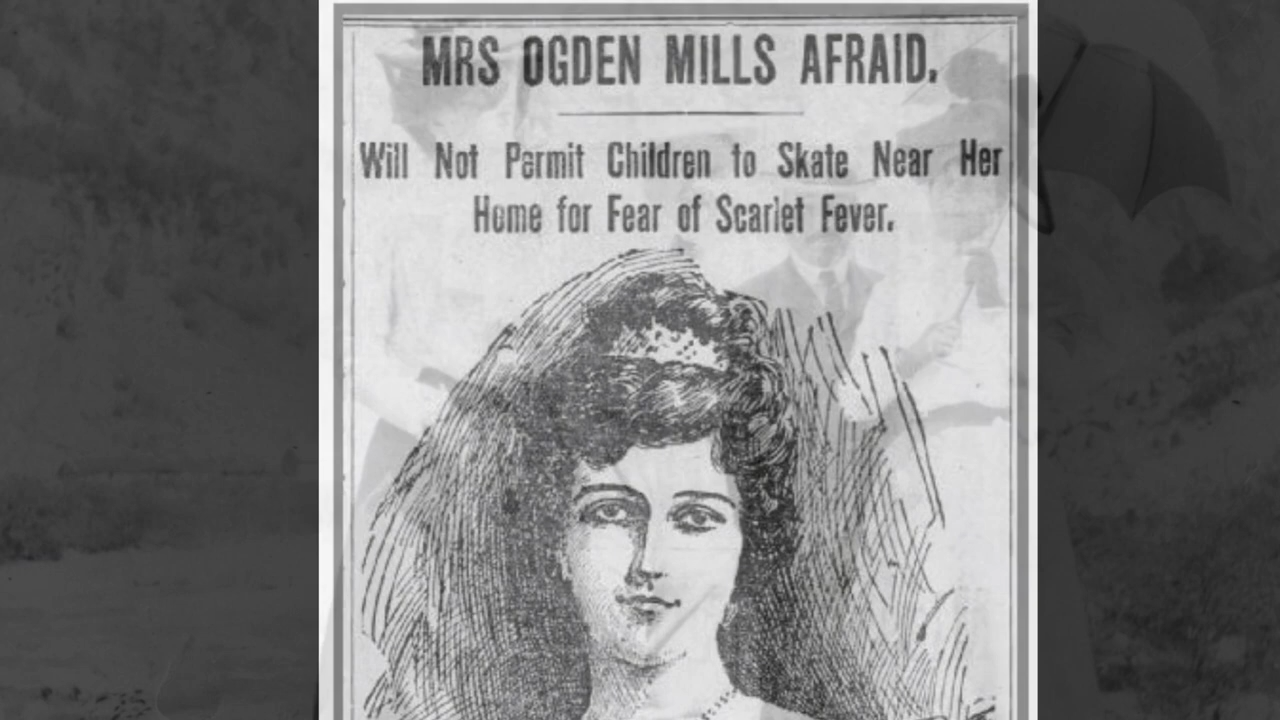 MRS OGDEN MILLS AFRAID.
Will Not Permit Children to Skate Near Her
Home for Fear of Scarlet Fever.